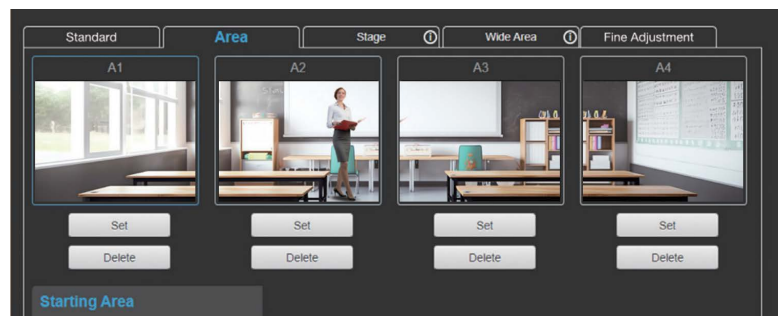 Standard Area Stage Wide Area Fine Adjustment
A1 A2 A3 A4
Set Set Set Set
Delete Delete Delete Delete
Starting Area